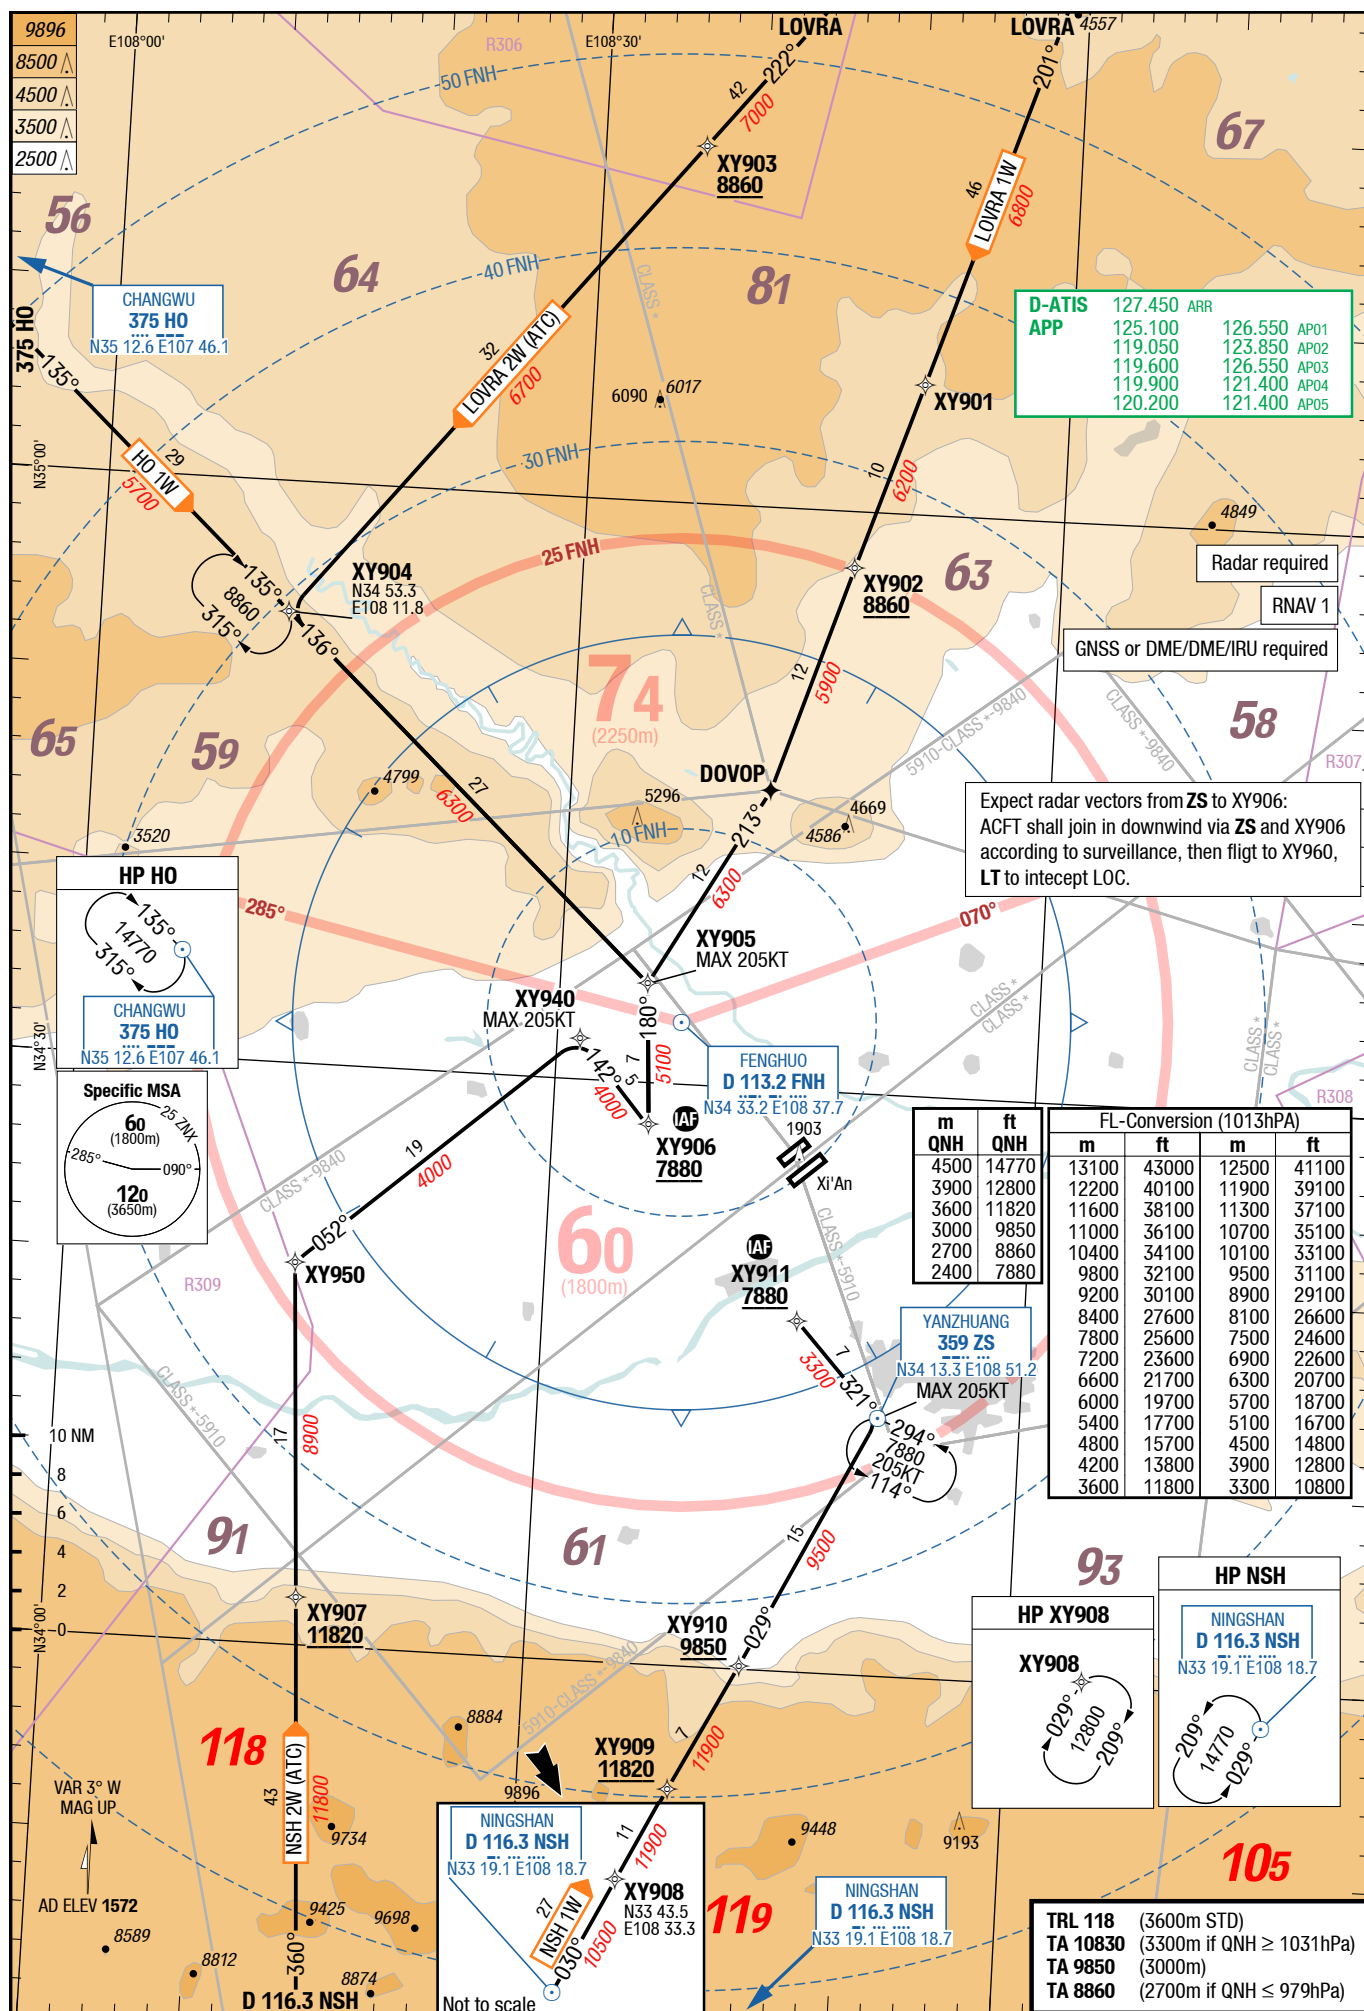 9896
8500
4500
3500
2500
E108°00'
R306
E108°30'
LOVRA
LOVRA
4557
50 FNH
42
222°
7000
201°
67
XY903
8860
46
LOVRA 1W
6800
56
64
40 FNH
CLASS *
81
CHANGWU
375 HO
N35 12.6 E107 46.1
375 HO
135°
D-ATIS 127.450 ARR
APP 125.100 126.550 AP01
119.050 123.850 AP02
119.600 126.550 AP03
119.900 121.400 AP04
120.200 121.400 AP05
32
LOVRA 2W (ATC)
6700
6090
6017
XY901
N35°00'
29
HO 1W
5700
30 FNH
10
6200
4849
25 FNH
Radar required
RNAV 1
GNSS or DME/DME/IRU required
135°
8860
315°
XY904
N34 53.3
E108 11.8
136°
XY902
8860
63
CLASS *
12
5900
74
(2250m)
65
59
58
5910-CLASS *-9840
CLASS *-9840
R307
DOVOP
4799
27
6300
5296
10 FNH
4669
4586
213°
3520
Expect radar vectors from ZS to XY906:
ACFT shall join in downwind via ZS and XY906
according to surveillance, then fligt to XY960,
LT to intecept LOC.
HP HO
135°
14770
315°
CHANGWU
375 HO
N35 12.6 E107 46.1
285°
070°
12
6300
XY905
MAX 205KT
XY940
MAX 205KT
CLASS *
CLASS *
CLASS *
CLASS *
N34°30'
180°
7
5100
142°
5
4000
FENGHUO
D 113.2 FNH
N34 33.2 E108 37.7
R308
Specific MSA
60
(1800m)
25 ZNX
285°
090°
120
(3650m)
IAF
XY906
7880
1903
Xi'An
19
4000
CLASS *-9840
052°
XY950
R309
60
(1800m)
IAF
XY911
7880
CLASS *-5910
m ft
QNH QNH
4500 14770
3900 12800
3600 11820
3000 9850
2700 8860
2400 7880
FL-Conversion (1013hPA)
m ft m ft
13100 43000 12500 41100
12200 40100 11900 39100
11600 38100 11300 37100
11000 36100 10700 35100
10400 34100 10100 33100
9800 32100 9500 31100
9200 30100 8900 29100
8400 27600 8100 26600
7800 25600 7500 24600
7200 23600 6900 22600
6600 21700 6300 20700
6000 19700 5700 18700
5400 17700 5100 16700
4800 15700 4500 14800
4200 13800 3900 12800
3600 11800 3300 10800
YANZHUANG
359 ZS
N34 13.3 E108 51.2
MAX 205KT
7
3300
321°
294°
7880
205KT
114°
CLASS *-5910
10 NM
8
6
4
2
0
17
8900
91
61
15
9500
93
N34°00'
XY907
11820
XY910
9850
029°
5910-CLASS *-9840
HP XY908
XY908
029°
12800
209°
HP NSH
NINGSHAN
D 116.3 NSH
N33 19.1 E108 18.7
209°
14770
029°
118
8884
7
11900
XY909
11820
VAR 3° W
MAG UP
43
NSH 2W (ATC)
11800
9734
9896
NINGSHAN
D 116.3 NSH
N33 19.1 E108 18.7
11
11900
XY908
N33 43.5
E108 33.3
27
NSH 1W
10500
030°
Not to scale
9448
9193
105
119
NINGSHAN
D 116.3 NSH
N33 19.1 E108 18.7
AD ELEV 1572
8589
9425
9698
8812
8874
360°
D 116.3 NSH
TRL 118 (3600m STD)
TA 10830 (3300m if QNH ≥ 1031hPa)
TA 9850 (3000m)
TA 8860 (2700m if QNH ≤ 979hPa)